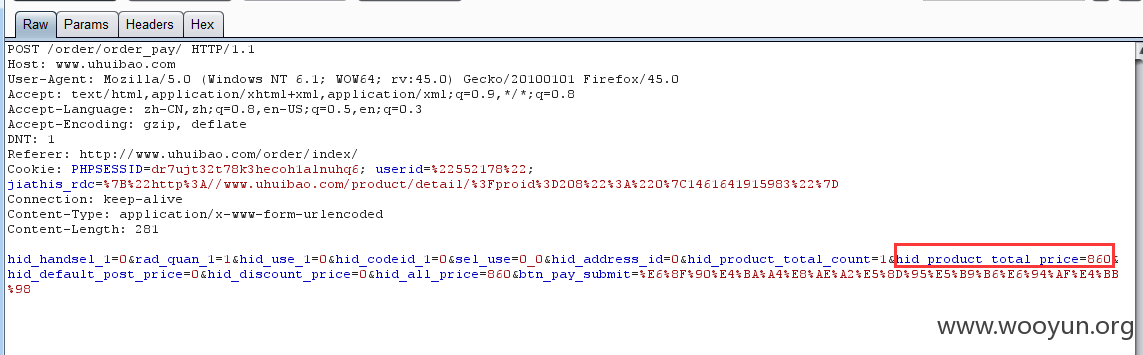 Raw Params Headers Hex
POST /order/order_pay/ HTTP/1.1
Host: www.uhuibao.com
User-Agent: Mozilla/5.0 (Windows NT 6.1; WOW64; rv:45.0) Gecko/20100101 Firefox/45.0
Accept: text/html,application/xhtml+xml,application/xml;q=0.9,*/*;q=0.8
Accept-Language: zh-CN,zh;q=0.8,en-US;q=0.5,en;q=0.3
Accept-Encoding: gzip, deflate
DNT: 1
Referer: http://www.uhuibao.com/order/index/
Cookie: PHPSESSID=dr7ujt32t78k3hecoh1alnuhq6; userid=%22552178%22;
jiathis_rdc=%7B%22http%3A//www.uhuibao.com/product/detail/%3Fproid%3D208%22%3A%220%7C1461641915983%22%7D
Connection: keep-alive
Content-Type: application/x-www-form-urlencoded
Content-Length: 281
hid_handsel_1=0&rad_quan_1=1&hid_use_1=0&hid_codeid_1=0&sel_use=0_0&hid_address_id=0&hid_product_total_count=1&hid_product_total_price=860&
hid_default_post_price=0&hid_discount_price=0&hid_all_price=860&btn_pay_submit=%E6%8F%90%E4%BA%A4%E8%AE%A2%E5%8D%95%E5%B9%B6%E6%94%AF%E4%BB
%98
www.wooyun.org